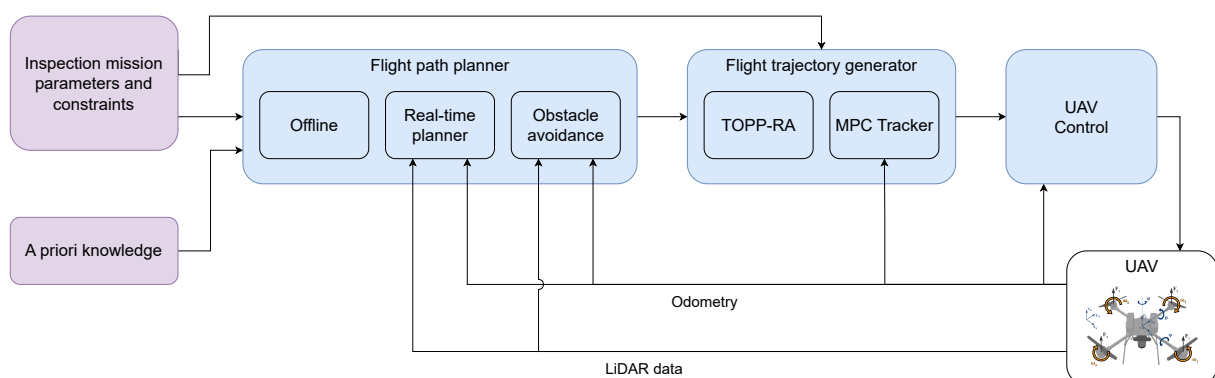 Inspection mission
parameters and
constraints
A priori knowledge
Flight path planner
Offline
Real-time
planner
Obstacle
avoidance
Flight trajectory generator
TOPP-RA
MPC Tracker
UAV
Control
UAV
Odometry
LiDAR data